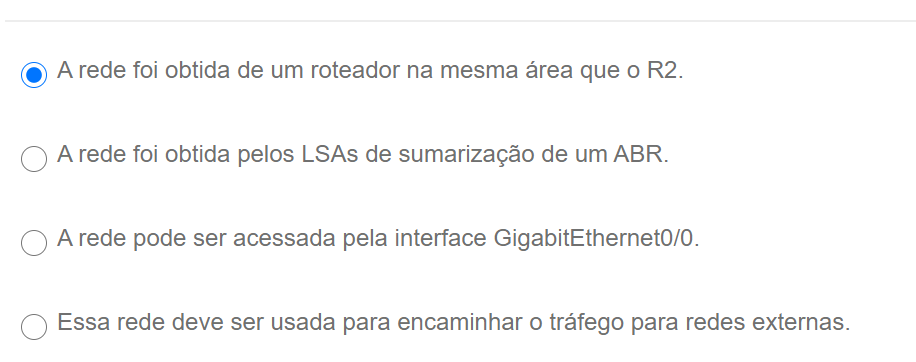 A rede foi obtida de um roteador na mesma área que o R2.
A rede foi obtida pelos LSAs de sumarização de um ABR.
A rede pode ser acessada pela interface GigabitEthernet0/0.
Essa rede deve ser usada para encaminhar o tráfego para redes externas.